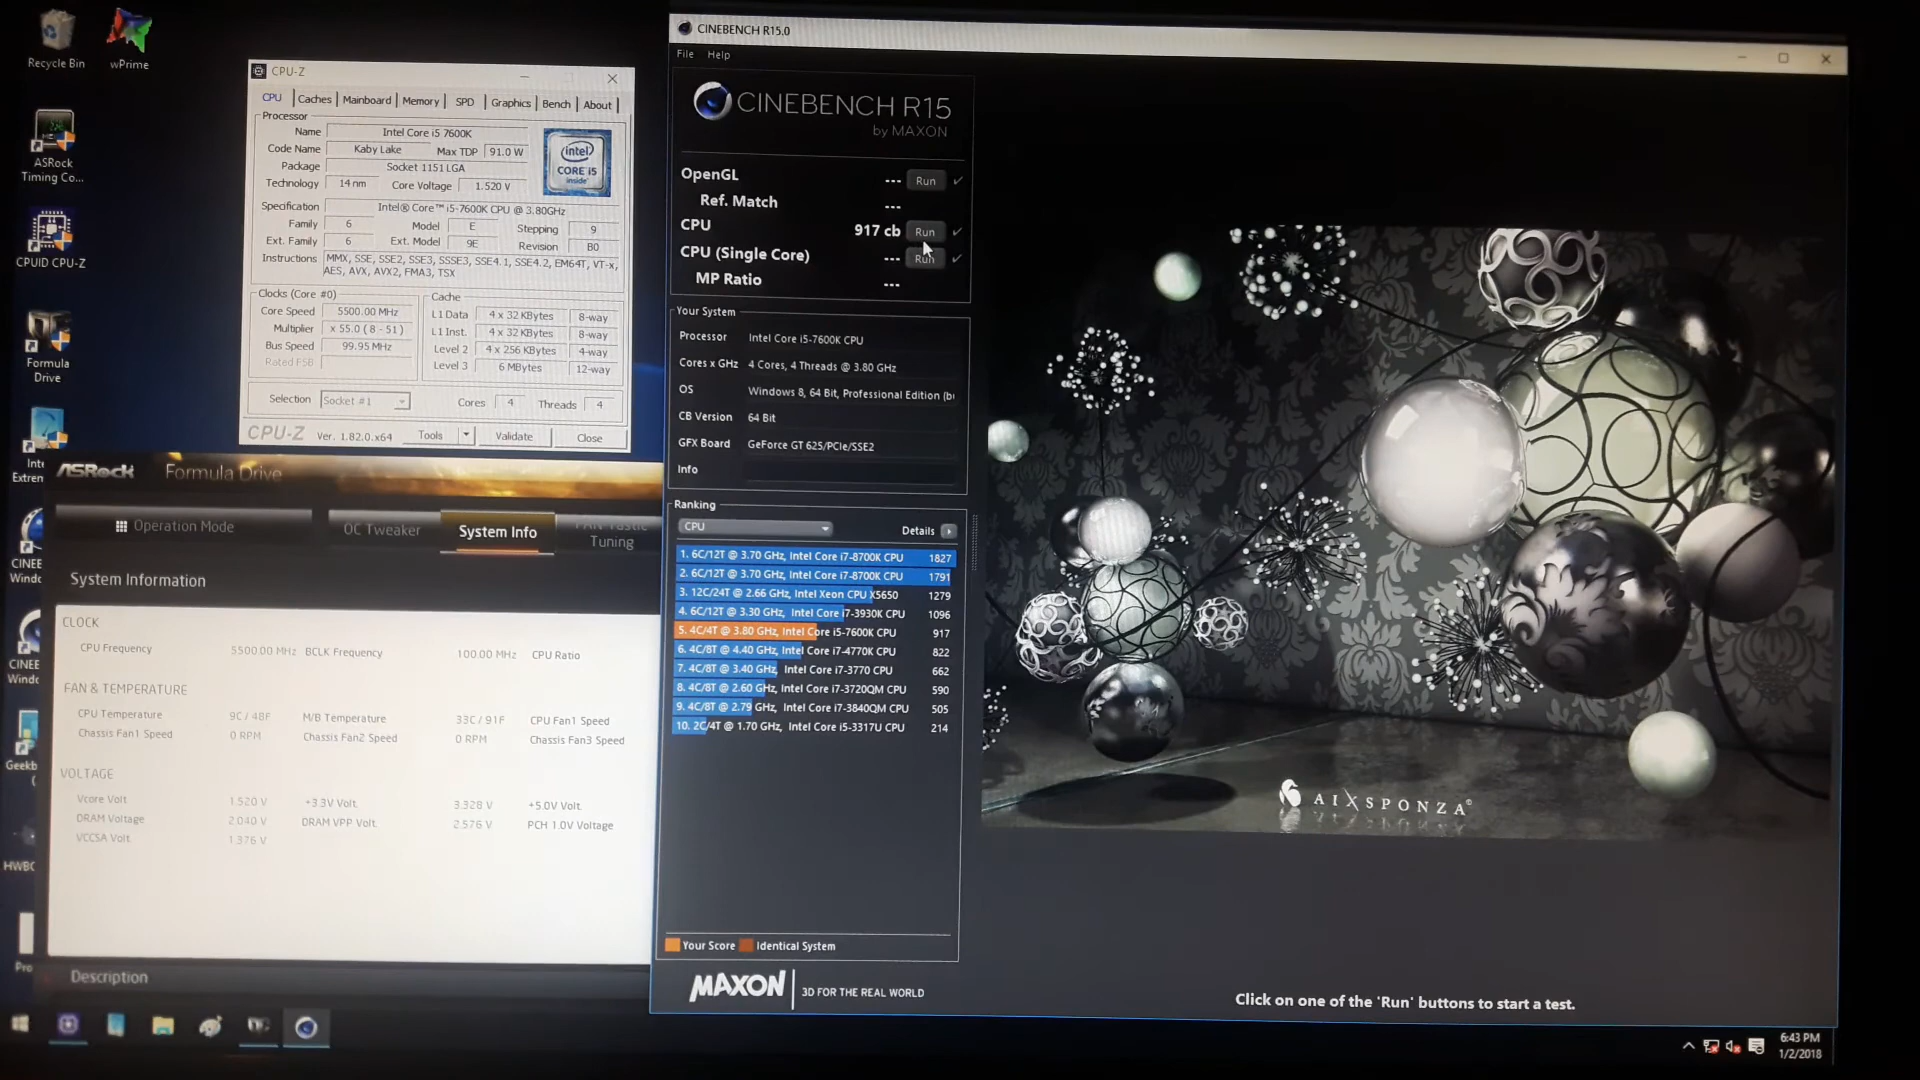 Recycle Bin
wPrime
ASRock
Timing Co...
CPUID CPU-Z
Formula
Drive
Inte
Extrem
CINEE
Windo
CINEE
Windo
Geekb
(
HWBC
Pro
CPU-Z
CPU Caches Mainboard Memory SPD Graphics Bench About
Processor
Name Intel Core i5 7600K
Code Name Kaby Lake Max TDP 91.0 W
Package Socket 1151 LGA
Technology 14 nm Core Voltage 1.520 V
intel
CORE i5
inside
Specification Intel® Core™ i5-7600K CPU @ 3.80GHz
Family 6 Model E Stepping 9
Ext. Family 6 Ext. Model 9E Revision B0
Instructions MMX, SSE, SSE2, SSE3, SSSE3, SSE4.1, SSE4.2, EM64T, VT-x,
AES, AVX, AVX2, FMA3, TSX
Clocks (Core #0)
Core Speed 5500.00 MHz
Multiplier x 55.0 ( 8 - 51 )
Bus Speed 99.95 MHz
Rated FSB
Cache
L1 Data 4 x 32 KBytes 8-way
L1 Inst. 4 x 32 KBytes 8-way
Level 2 4 x 256 KBytes 4-way
Level 3 6 MBytes 12-way
Selection Socket #1 Cores 4 Threads 4
CPU-Z Ver. 1.82.0.x64 Tools Validate Close
ASRock Formula Drive
Operation Mode OC Tweaker System Info FAN-Tastic
Tuning
System Information
CLOCK
CPU Frequency 5500.00 MHz BCLK Frequency 100.00 MHz CPU Ratio
FAN & TEMPERATURE
CPU Temperature 9C / 48F M/B Temperature 33C / 91F CPU Fan1 Speed
Chassis Fan1 Speed 0 RPM Chassis Fan2 Speed 0 RPM Chassis Fan3 Speed
VOLTAGE
Vcore Volt 1.520 V +3.3V Volt. 3.328 V +5.0V Volt.
DRAM Voltage 2.040 V DRAM VPP Volt. 2.576 V PCH 1.0V Voltage
VCCSA Volt. 1.376 V
Description
CINEBENCH R15.0
File Help
CINEBENCH R15
by MAXON
OpenGL --- Run
Ref. Match ---
CPU 917 cb Run
CPU (Single Core) --- Run
MP Ratio ---
Your System
Processor Intel Core i5-7600K CPU
Cores x GHz 4 Cores, 4 Threads @ 3.80 GHz
OS Windows 8, 64 Bit, Professional Edition (b
CB Version 64 Bit
GFX Board GeForce GT 625/PCIe/SSE2
Info
Ranking
CPU Details
1. 6C/12T @ 3.70 GHz, Intel Core i7-8700K CPU 1827
2. 6C/12T @ 3.70 GHz, Intel Core i7-8700K CPU 1791
3. 12C/24T @ 2.66 GHz, Intel Xeon CPU X5650 1279
4. 6C/12T @ 3.30 GHz, Intel Core i7-3930K CPU 1096
5. 4C/4T @ 3.80 GHz, Intel Core i5-7600K CPU 917
6. 4C/8T @ 4.40 GHz, Intel Core i7-4770K CPU 822
7. 4C/8T @ 3.40 GHz, Intel Core i7-3770 CPU 662
8. 4C/8T @ 2.60 GHz, Intel Core i7-3720QM CPU 590
9. 4C/8T @ 2.79 GHz, Intel Core i7-3840QM CPU 505
10. 2C/4T @ 1.70 GHz, Intel Core i5-3317U CPU 214
Your Score Identical System
MAXON 3D FOR THE REAL WORLD
AIXSPONZA®
Click on one of the 'Run' buttons to start a test.
6:43 PM
1/2/2018